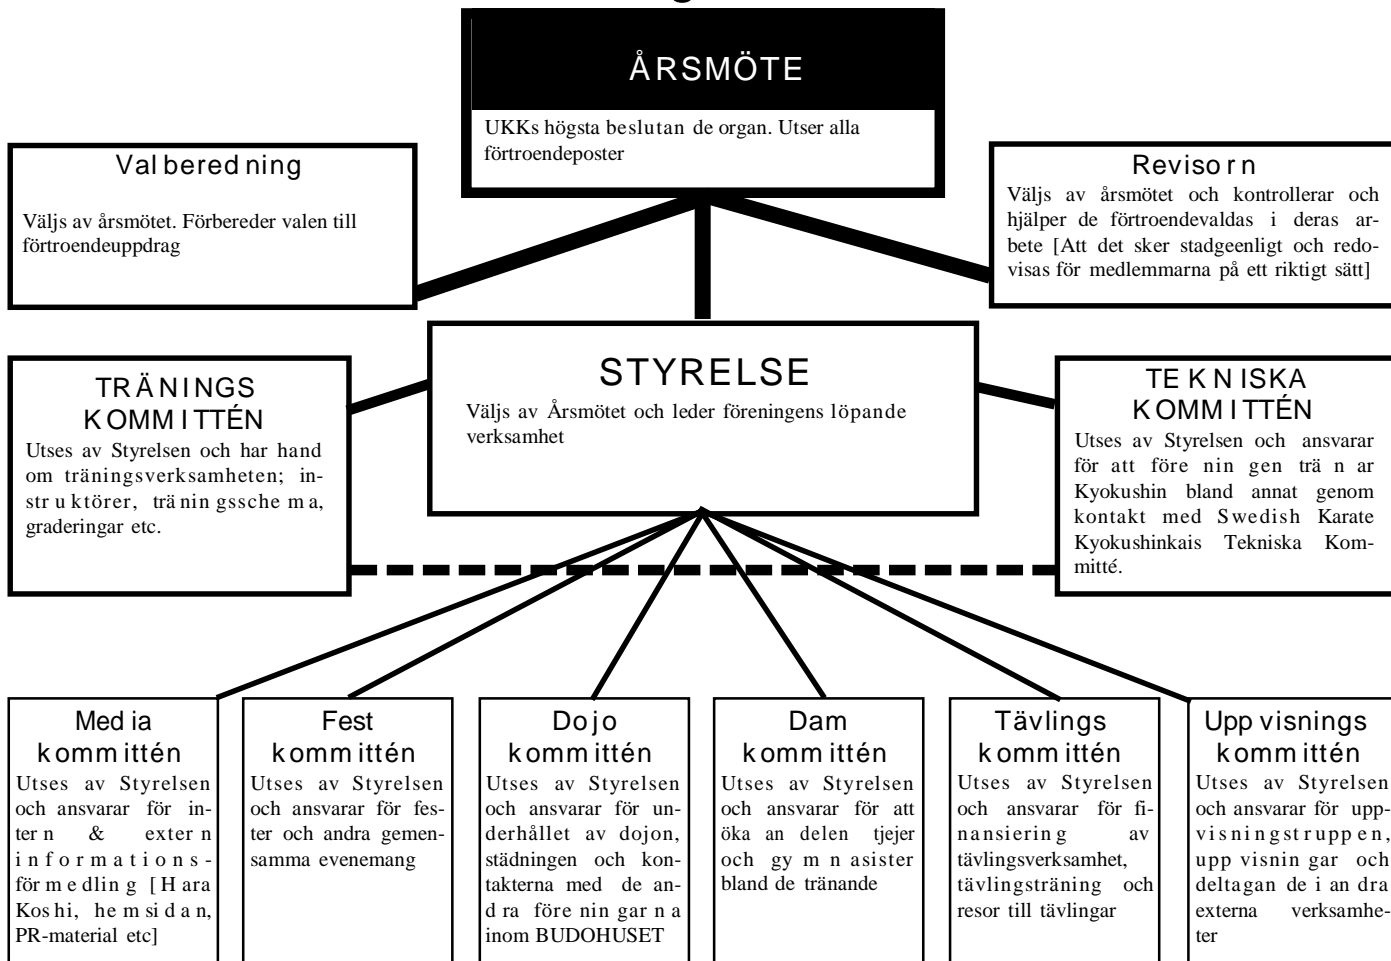 ÅRSMÖTE
UKKs högsta beslutan de organ. Utser alla
förtroendeposter
Valberedning
Väljs av årsmötet. Förbereder valen till
förtroendeuppdrag
Revisorn
Väljs av årsmötet och kontrollerar och
hjälper de förtroendevaldas i deras ar-
bete [Att det sker stadgeenligt och redo-
visas för medlemmarna på ett riktigt sätt]
STYRELSE
Väljs av Årsmötet och leder föreningens löpande
verksamhet
TRÄNINGS
KOMMITTÉN
Utses av Styrelsen och har hand
om träningsverksamheten; in-
struktörer, träningsschema,
graderingar etc.
TEKNISKA
KOMMITTÉN
Utses av Styrelsen och ansvarar
för att föreningen tränar
Kyokushin bland annat genom
kontakt med Swedish Karate
Kyokushinkais Tekniska Kom-
mitté.
Media
kommittén
Utses av Styrelsen
och ansvarar för in-
tern & extern
informations-
förmedling [Hara
Koshi, hemsidan,
PR-material etc]
Fest
kommittén
Utses av Styrelsen
och ansvarar för fes-
ter och andra gemen-
samma evenemang
Dojo
kommittén
Utses av Styrelsen
och ansvarar för un-
derhållet av dojon,
städningen och kon-
takterna med de an-
dra föreningarna
inom BUDOHUSET
Dam
kommittén
Utses av Styrelsen
och ansvarar för att
öka an delen tjejer
och gymnasister
bland de tränande
Tävlings
kommittén
Utses av Styrelsen
och ansvarar för fi-
nansiering av
tävlingsverksamhet,
tävlingsträning och
resor till tävlingar
Uppvisnings
kommittén
Utses av Styrelsen
och ansvarar för upp-
visningstruppen,
uppvisningar och
deltagande i andra
externa verksamhe-
ter